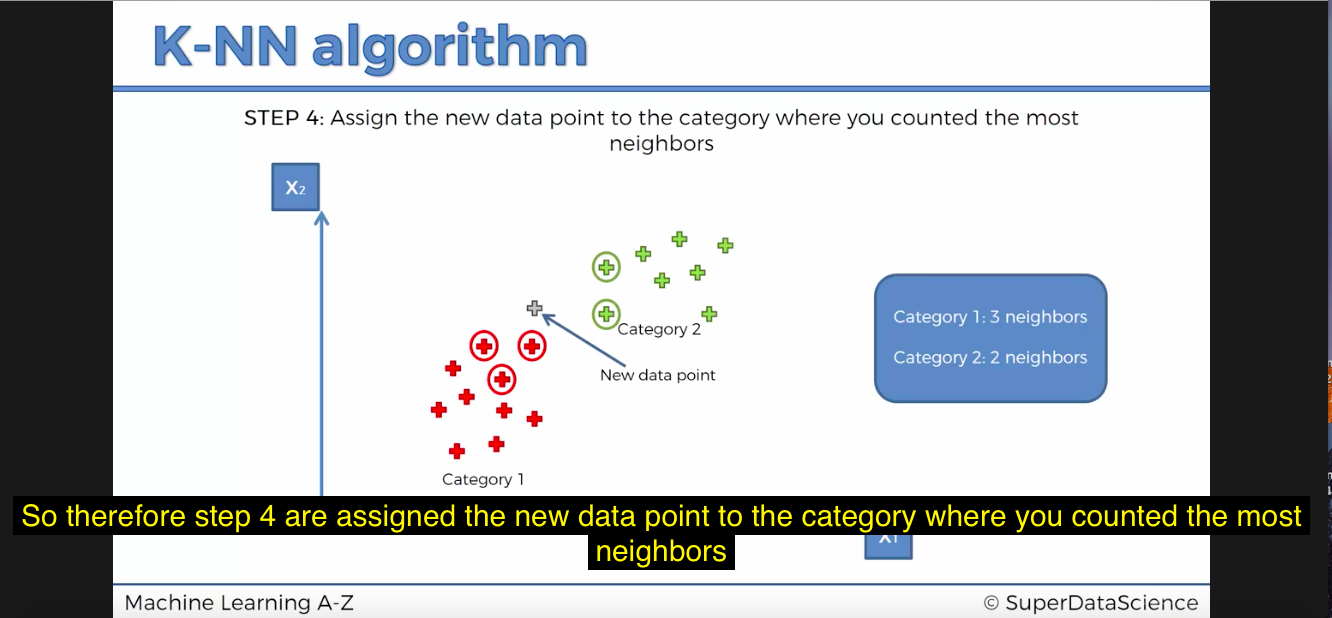 K-NN algorithm
STEP 4: Assign the new data point to the category where you counted the most
neighbors
X2
Category 2
New data point
Category 1: 3 neighbors
Category 2: 2 neighbors
Category 1
So therefore step 4 are assigned the new data point to the category where you counted the most
neighbors
X1
Machine Learning A-Z
© SuperDataScience